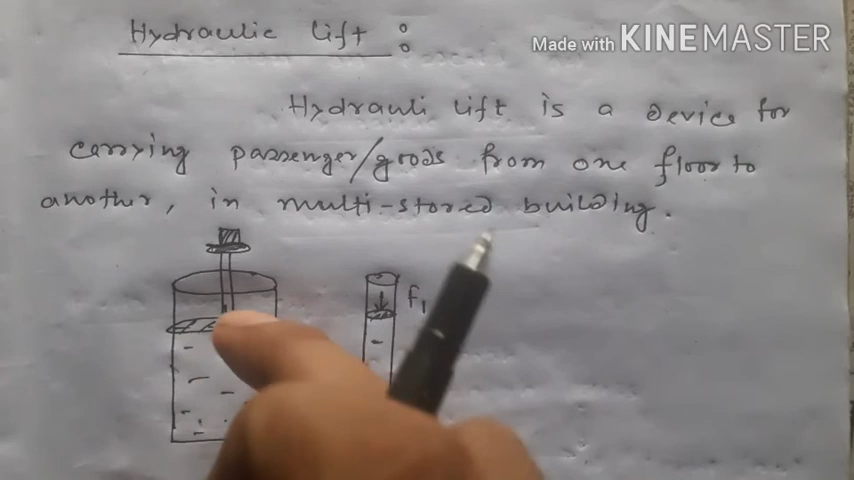 Hydraulic lift :
Made with KINEMASTER
Hydrauli lift is a device for
carrying passenger/goods from one floor to
another, in multi-stored building.
F1